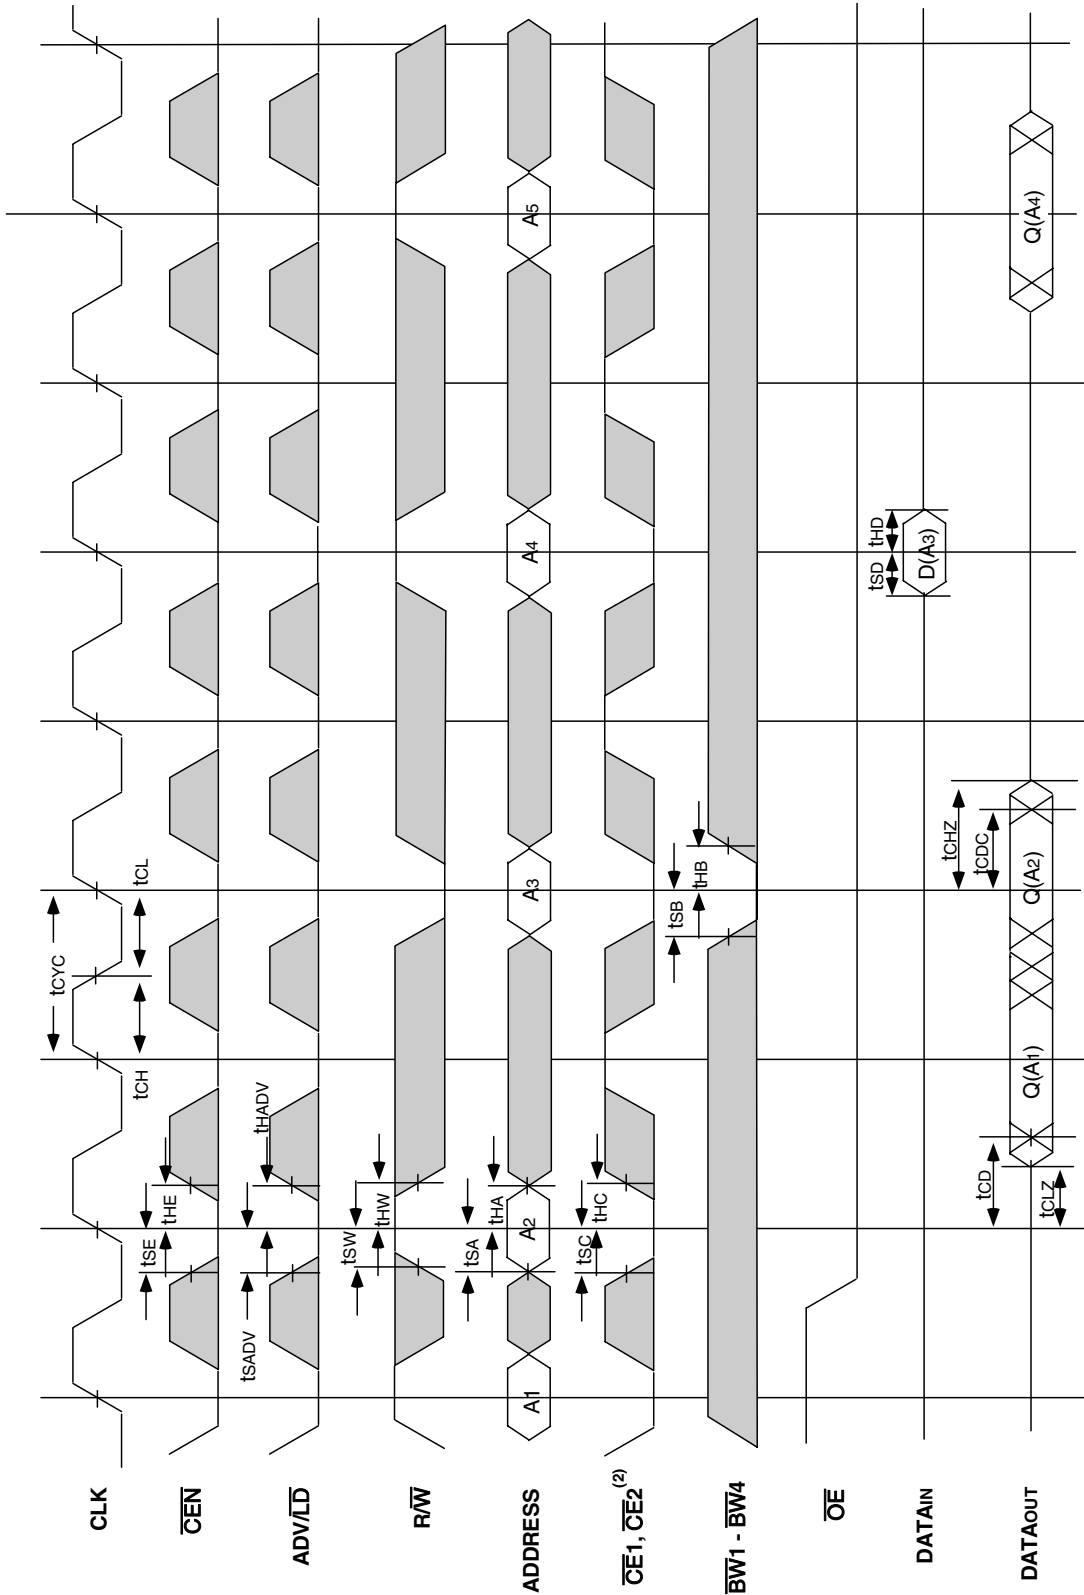 CLK
tCYC
tCH
tCL
CEN
tSE
tHE
ADV/LD
tSADV
tHADV
R/W
tSW
tHW
ADDRESS
A1
A2
A3
A4
A5
tSA
tHA
CE1, CE2(2)
tSC
tHC
BW1 - BW4
tSB
tHB
OE
DATAIN
D(A3)
tSD
tHD
DATAOUT
tCD
tCLZ
Q(A1)
Q(A2)
tCHZ
tCDC
Q(A4)